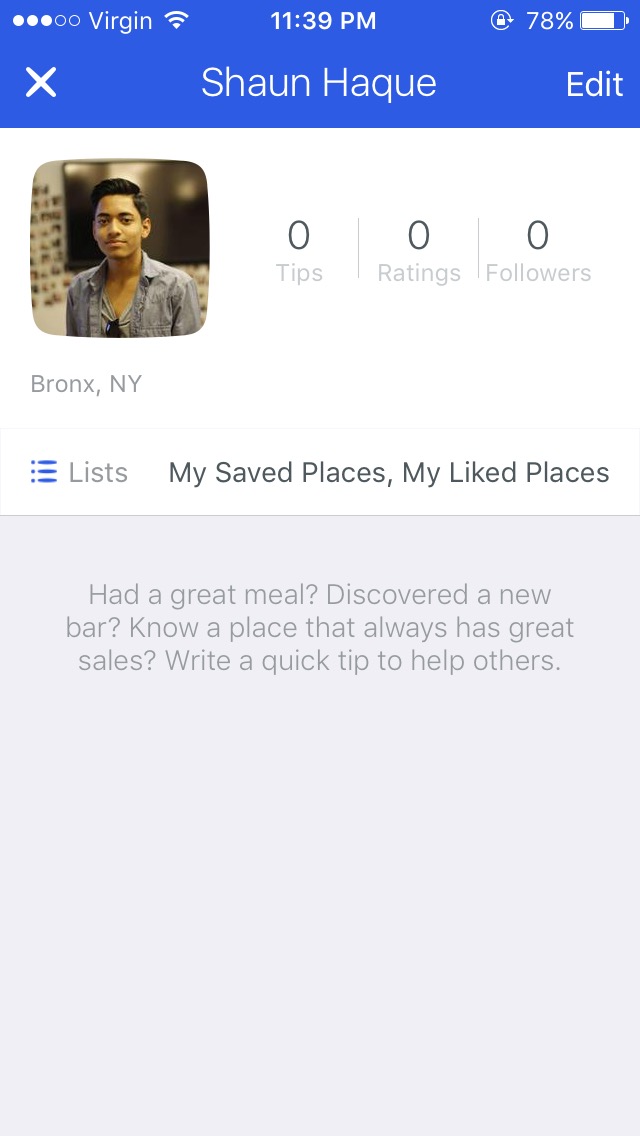 Virgin 11:39 PM 78%
Shaun Haque Edit
0 0 0
Tips Ratings Followers
Bronx, NY
Lists My Saved Places, My Liked Places
Had a great meal? Discovered a new
bar? Know a place that always has great
sales? Write a quick tip to help others.